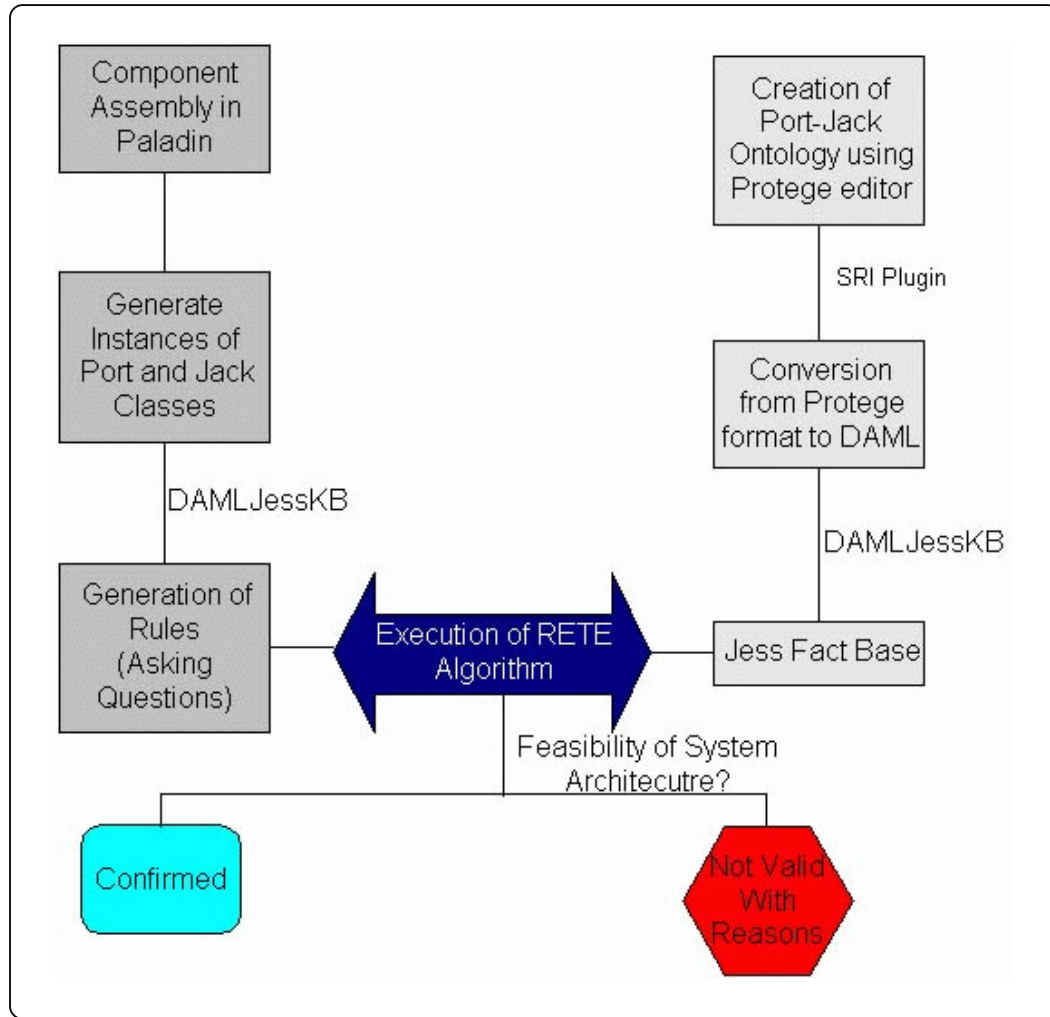 Component
Assembly in
Paladin
Creation of
Port-Jack
Ontology using
Protege editor
SRI Plugin
Generate
Instances of
Port and Jack
Classes
Conversion
from Protege
format to DAML
DAMLJessKB
DAMLJessKB
Generation of
Rules
(Asking
Questions)
Execution of RETE
Algorithm
Jess Fact Base
Feasibility of System
Architecutre?
Confirmed
Not Valid
With
Reasons